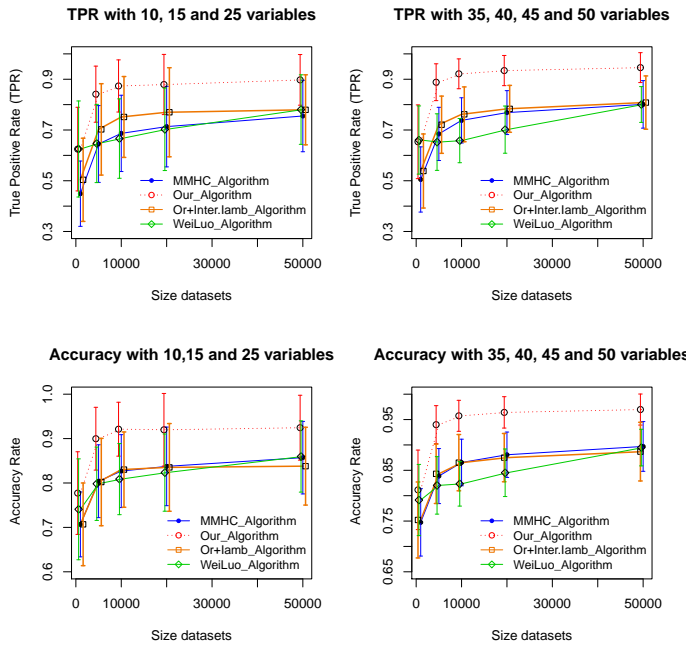 TPR with 10, 15 and 25 variables
True Positive Rate (TPR)
0.9
0.7
0.5
0.3
MMHC_Algorithm
Our_Algorithm
Or+Inter.Iamb_Algorithm
WeiLuo_Algorithm
0
10000
30000
50000
Size datasets
TPR with 35, 40, 45 and 50 variables
True Positive Rate (TPR)
0.9
0.7
0.5
0.3
MMHC_Algorithm
Our_Algorithm
Or+Inter.Iamb_Algorithm
WeiLuo_Algorithm
0
10000
30000
50000
Size datasets
Accuracy with 10,15 and 25 variables
Accuracy Rate
1.0
0.9
0.8
0.7
0.6
MMHC_Algorithm
Our_Algorithm
Or+Iamb_Algorithm
WeiLuo_Algorithm
0
10000
30000
50000
Size datasets
Accuracy with 35, 40, 45 and 50 variables
Accuracy Rate
0.95
0.85
0.75
0.65
MMHC_Algorithm
Our_Algorithm
Or+Inter.Iamb_Algorithm
WeiLuo_Algorithm
0
10000
30000
50000
Size datasets